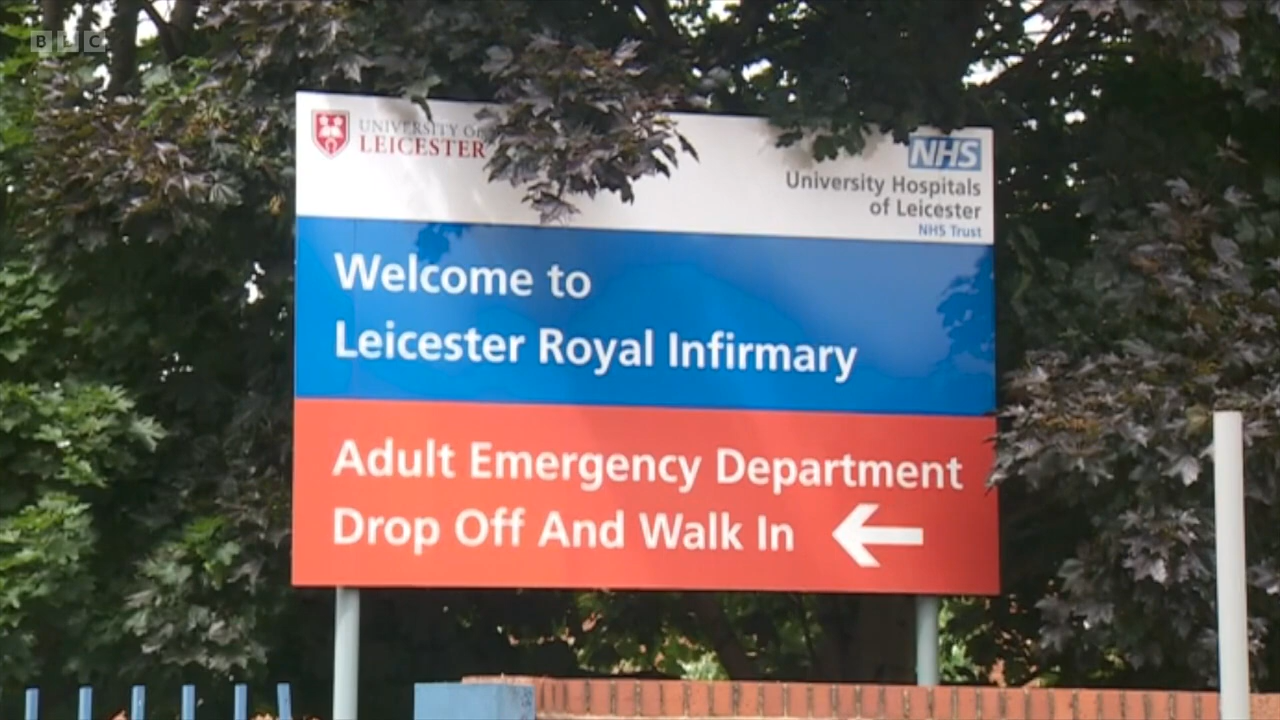 BBC
UNIVERSITY OF
LEICESTER
NHS
University Hospitals
of Leicester
NHS Trust
Welcome to
Leicester Royal Infirmary
Adult Emergency Department
Drop Off And Walk In